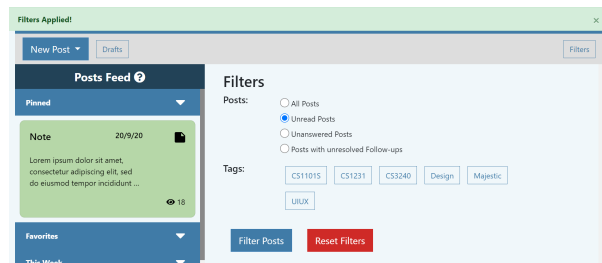 Filters Applied! ×
New Post Drafts Filters
Posts Feed ?
Pinned
Note 20/9/20
Lorem ipsum dolor sit amet,
consectetur adipiscing elit, sed
do eiusmod tempor incididunt ...
18
Favorites
This Week
Filters
Posts:
All Posts
Unread Posts
Unanswered Posts
Posts with unresolved Follow-ups
Tags:
CS1101S CS1231 CS3240 Design Majestic
UIUX
Filter Posts Reset Filters